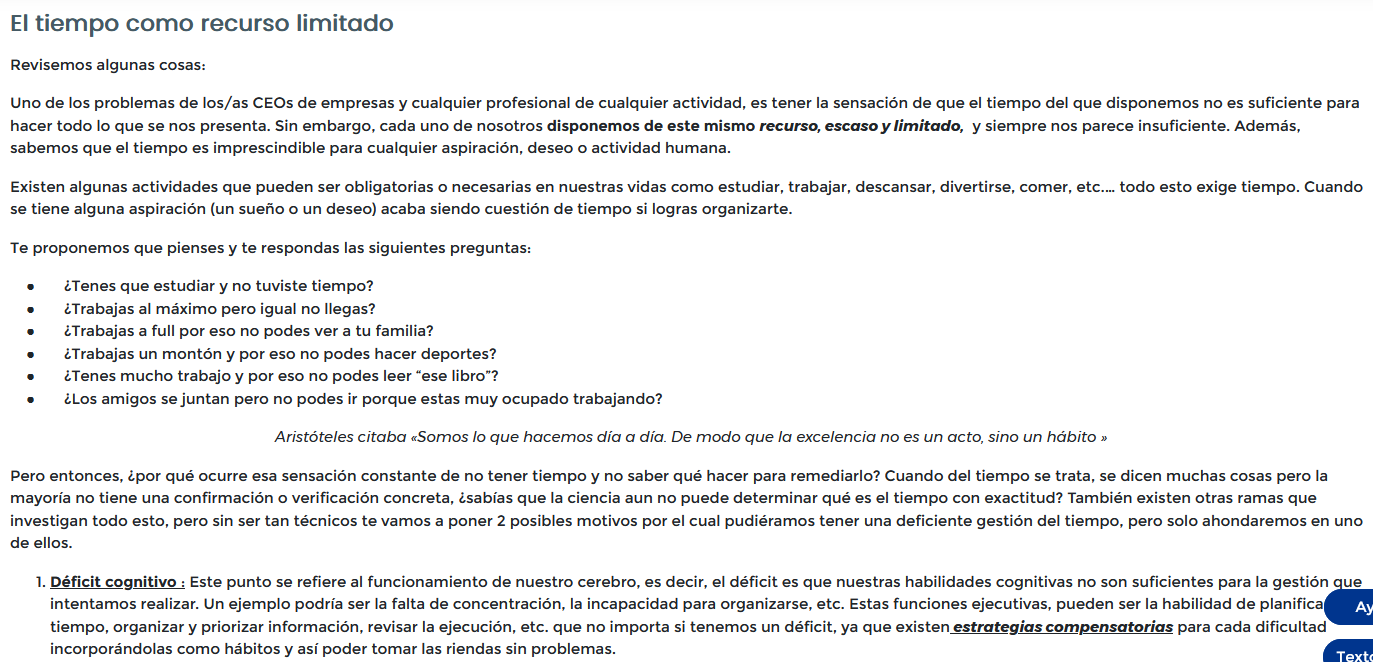 El tiempo como recurso limitado
Revisemos algunas cosas:
Uno de los problemas de los/as CEOs de empresas y cualquier profesional de cualquier actividad, es tener la sensación de que el tiempo del que disponemos no es suficiente para
hacer todo lo que se nos presenta. Sin embargo, cada uno de nosotros disponemos de este mismo recurso, escaso y limitado, y siempre nos parece insuficiente. Además,
sabemos que el tiempo es imprescindible para cualquier aspiración, deseo o actividad humana.
Existen algunas actividades que pueden ser obligatorias o necesarias en nuestras vidas como estudiar, trabajar, descansar, divertirse, comer, etc.... todo esto exige tiempo. Cuando
se tiene alguna aspiración (un sueño o un deseo) acaba siendo cuestión de tiempo si logras organizarte.
Te proponemos que pienses y te respondas las siguientes preguntas:
● ¿Tenes que estudiar y no tuviste tiempo?
● ¿Trabajas al máximo pero igual no llegas?
● ¿Trabajas a full por eso no podes ver a tu familia?
● ¿Trabajas un montón y por eso no podes hacer deportes?
● ¿Tenes mucho trabajo y por eso no podes leer “ese libro”?
● ¿Los amigos se juntan pero no podes ir porque estas muy ocupado trabajando?
Aristóteles citaba «Somos lo que hacemos día a día. De modo que la excelencia no es un acto, sino un hábito »
Pero entonces, ¿por qué ocurre esa sensación constante de no tener tiempo y no saber qué hacer para remediarlo? Cuando del tiempo se trata, se dicen muchas cosas pero la
mayoría no tiene una confirmación o verificación concreta, ¿sabías que la ciencia aun no puede determinar qué es el tiempo con exactitud? También existen otras ramas que
investigan todo esto, pero sin ser tan técnicos te vamos a poner 2 posibles motivos por el cual pudiéramos tener una deficiente gestión del tiempo, pero solo ahondaremos en uno
de ellos.
1. Déficit cognitivo : Este punto se refiere al funcionamiento de nuestro cerebro, es decir, el déficit es que nuestras habilidades cognitivas no son suficientes para la gestión que
intentamos realizar. Un ejemplo podría ser la falta de concentración, la incapacidad para organizarse, etc. Estas funciones ejecutivas, pueden ser la habilidad de planifica
tiempo, organizar y priorizar información, revisar la ejecución, etc. que no importa si tenemos un déficit, ya que existen estrategias compensatorias para cada dificultad
incorporándolas como hábitos y así poder tomar las riendas sin problemas.
Ay
Texto